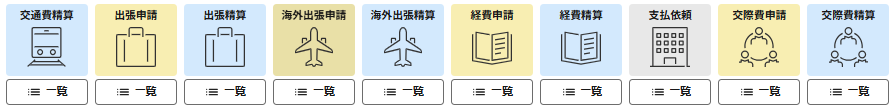 交通費精算 出張申請 出張精算 海外出張申請 海外出張精算 経費申請 経費精算 支払依頼 交際費申請 交際費精算
一覧 一覧 一覧 一覧 一覧 一覧 一覧 一覧 一覧 一覧